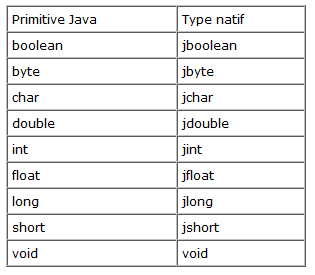 Primitive Java Type natif
boolean jboolean
byte jbyte
char jchar
double jdouble
int jint
float jfloat
long jlong
short jshort
void void